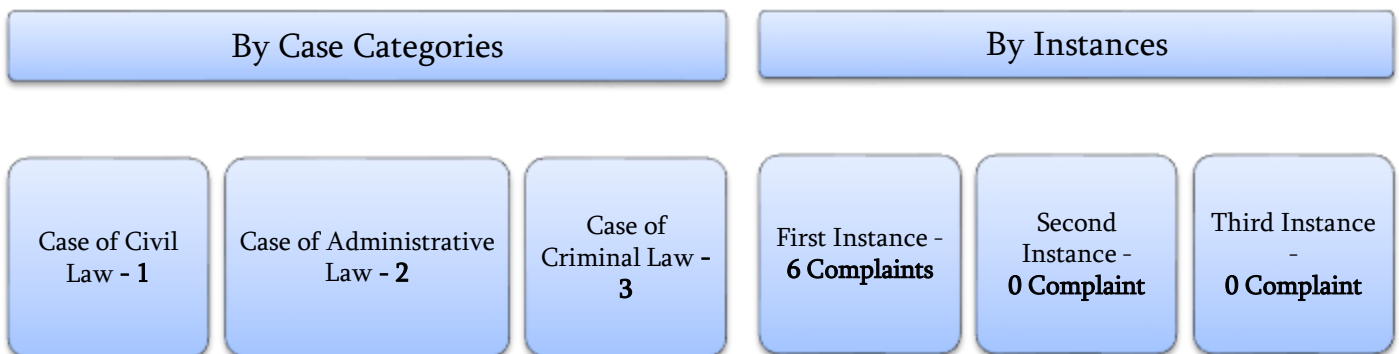 By Case Categories
By Instances
Case of Civil
Law - 1
Case of Administrative
Law - 2
Case of
Criminal Law -
3
First Instance -
6 Complaints
Second
Instance -
0 Complaint
Third Instance
-
0 Complaint